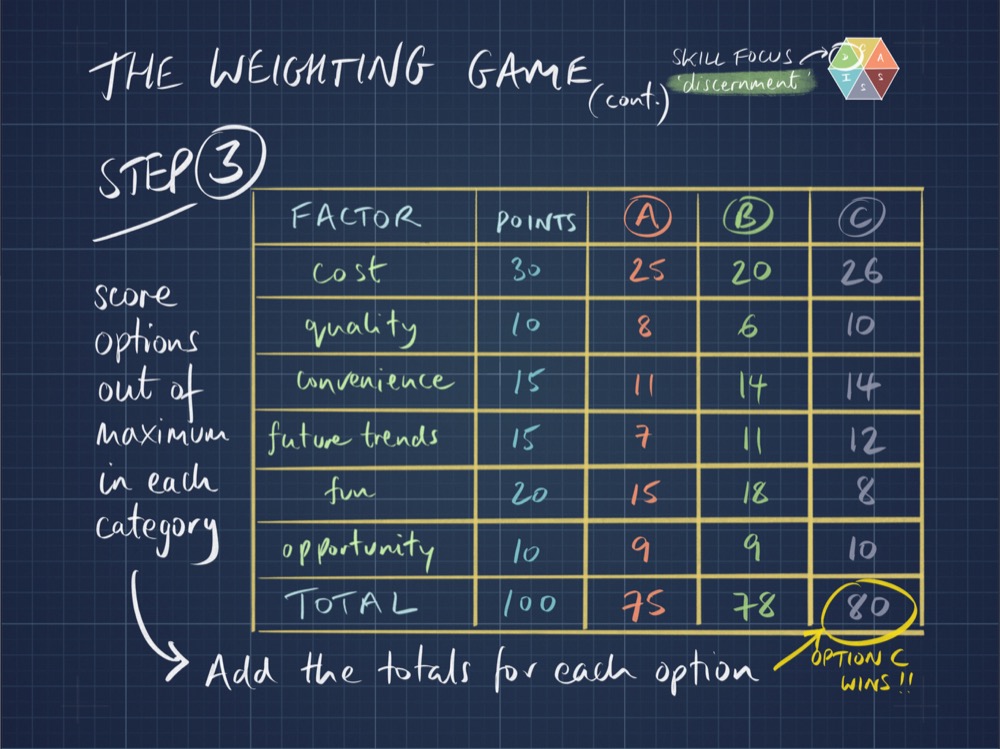 THE WEIGHTING GAME
(cont.)
SKILL FOCUS
'discernment'
STEP 3
score
options
out of
maximum
in each
category
FACTOR POINTS A B C
cost 30 25 20 26
quality 10 8 6 10
convenience 15 11 14 14
future trends 15 7 11 12
fun 20 15 18 8
opportunity 10 9 9 10
TOTAL 100 75 78 80
Add the totals for each option
OPTION C
WINS!!